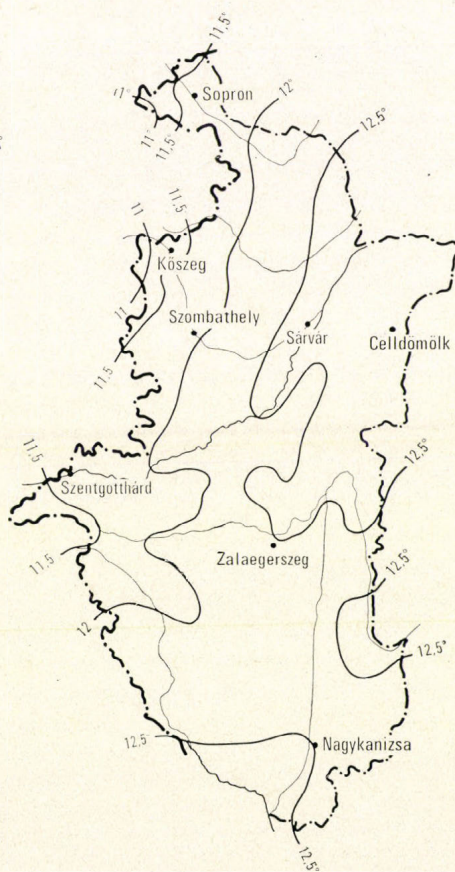 11,5°
11°
Sopron
12°
12,5°
11°
11,5°
11
11,5
Kőszeg
11
Szombathely
Sárvár
Celldömölk
11,5
11,5
Szentgotthárd
12,5°
11,5
Zalaegerszeg
12,5°
12
12,5°
12,5
Nagykanizsa
12,5°